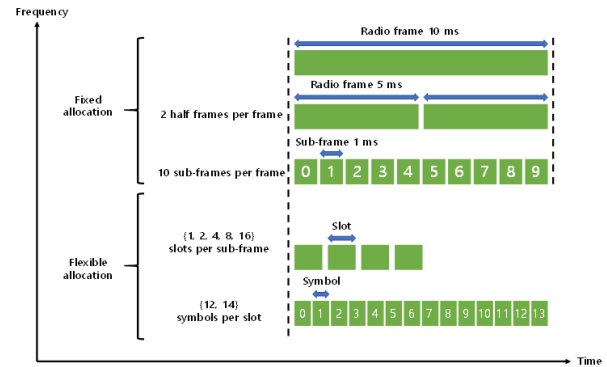 Frequency
Radio frame 10 ms
Fixed
allocation
Radio frame 5 ms
2 half frames per frame
Sub-frame 1 ms
10 sub-frames per frame
0 1 2 3 4 5 6 7 8 9
Flexible
allocation
{1, 2, 4, 8, 16}
slots per sub-frame
Slot
Symbol
{12, 14}
symbols per slot
0 1 2 3 4 5 6 7 8 9 10 11 12 13
Time